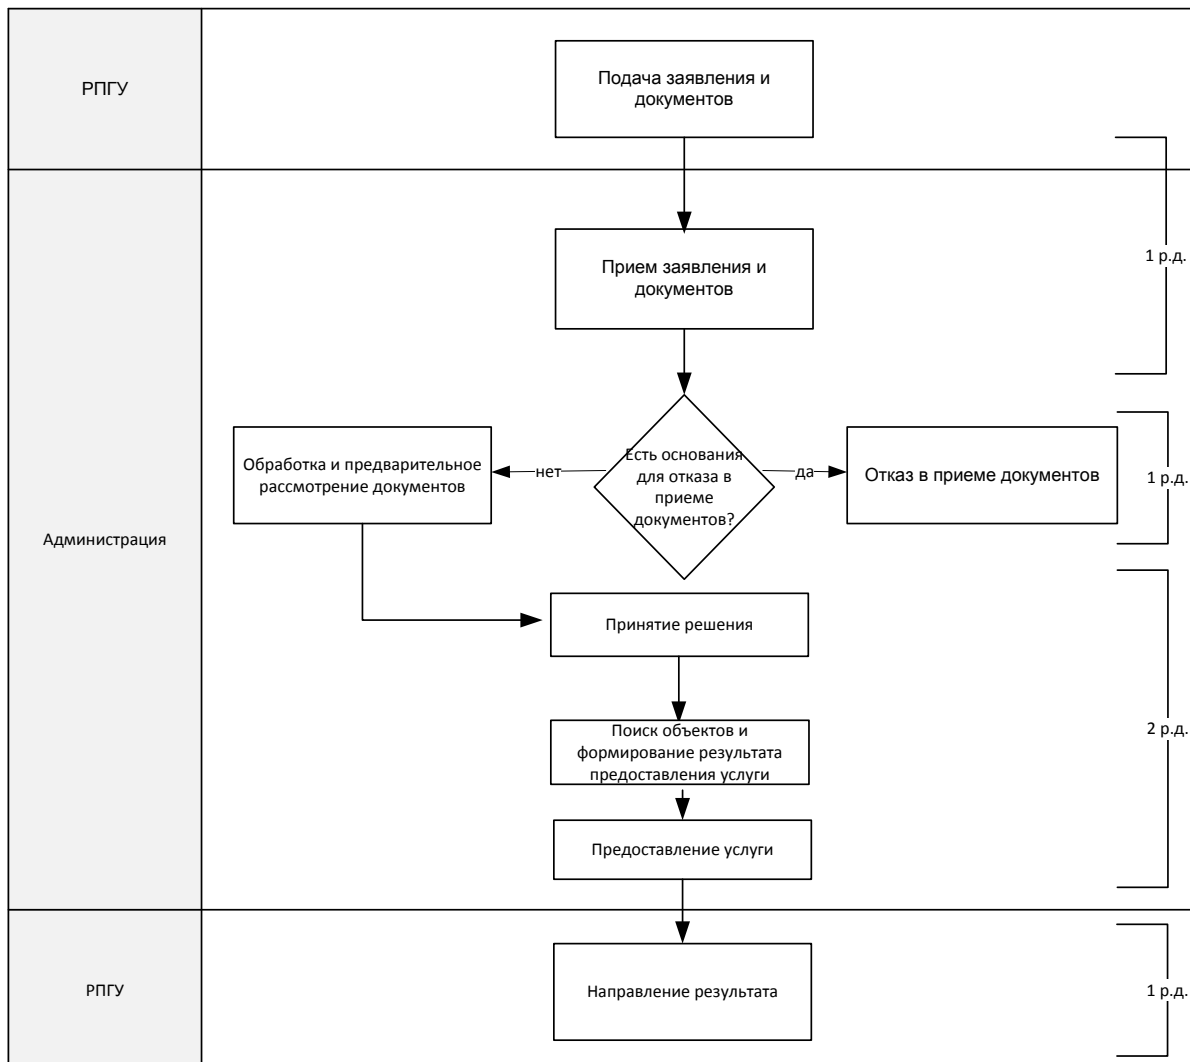 РПГУ
Подача заявления и
документов
Прием заявления и
документов
1 р.д.
Администрация
Обработка и предварительное
рассмотрение документов
нет
Есть основания
для отказа в
приеме
документов?
да
Отказ в приеме документов
1 р.д.
Принятие решения
Поиск объектов и
формирование результата
предоставления услуги
Предоставление услуги
2 р.д.
РПГУ
Направление результата
1 р.д.